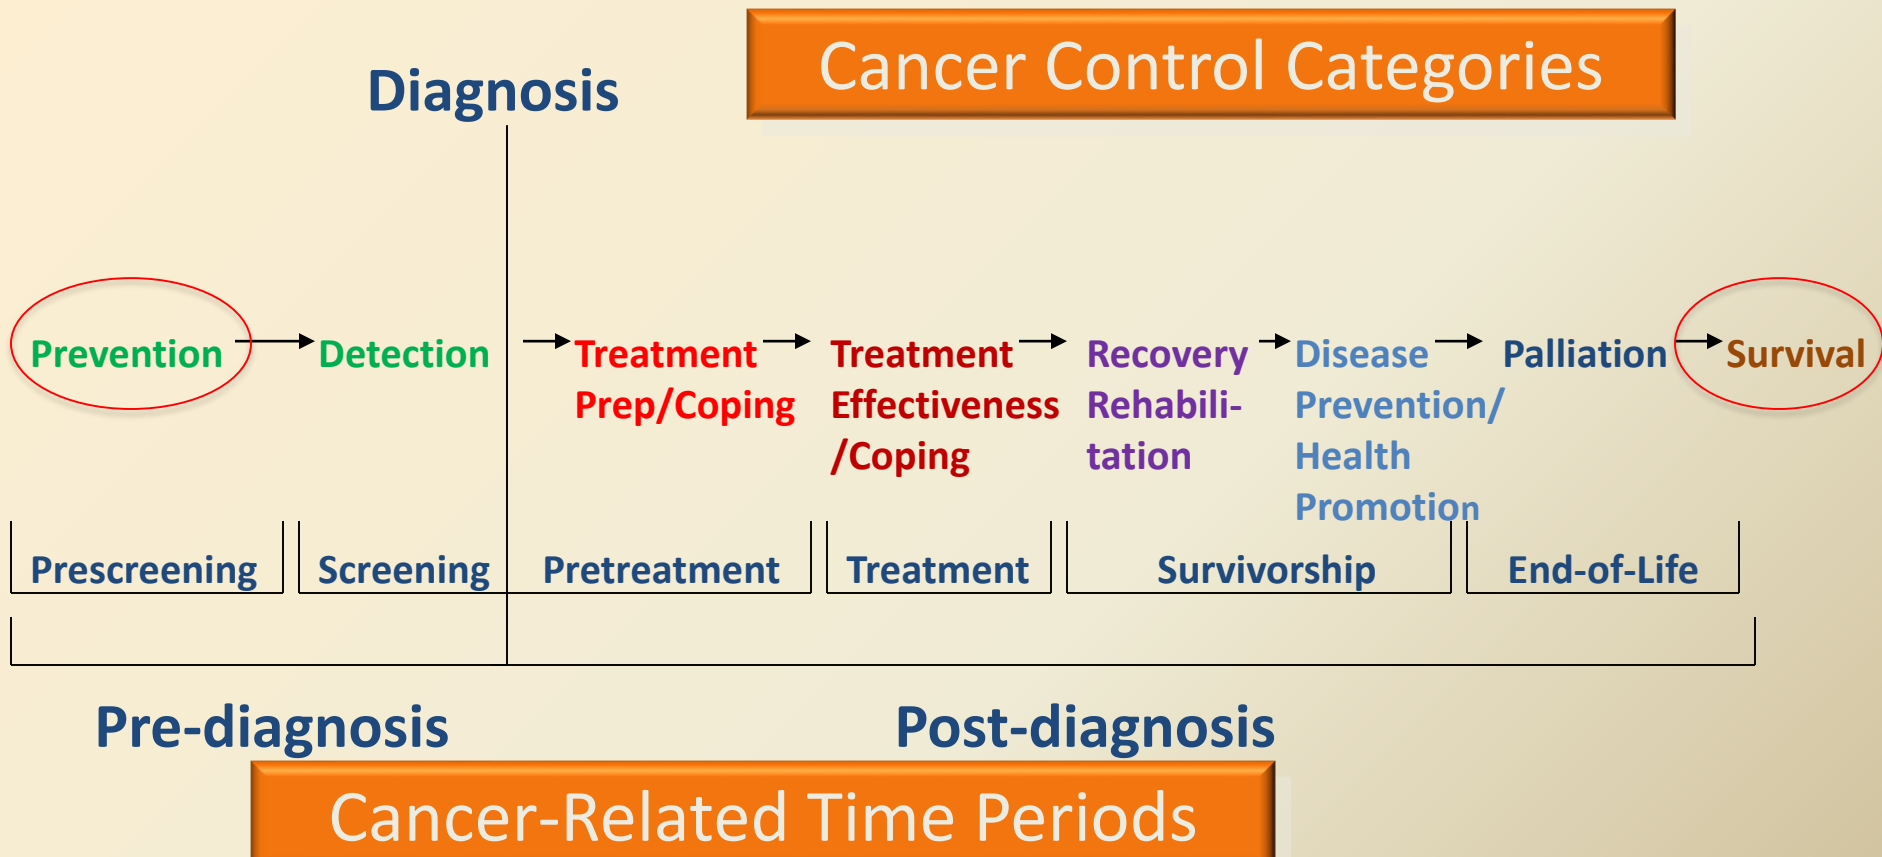 Cancer Control Categories
Diagnosis
Prevention
Detection
Treatment
Prep/Coping
Treatment
Effectiveness
/Coping
Recovery
Rehabili-
tation
Disease
Prevention/
Health
Promotion
Palliation
Survival
Prescreening
Screening
Pretreatment
Treatment
Survivorship
End-of-Life
Pre-diagnosis
Post-diagnosis
Cancer-Related Time Periods